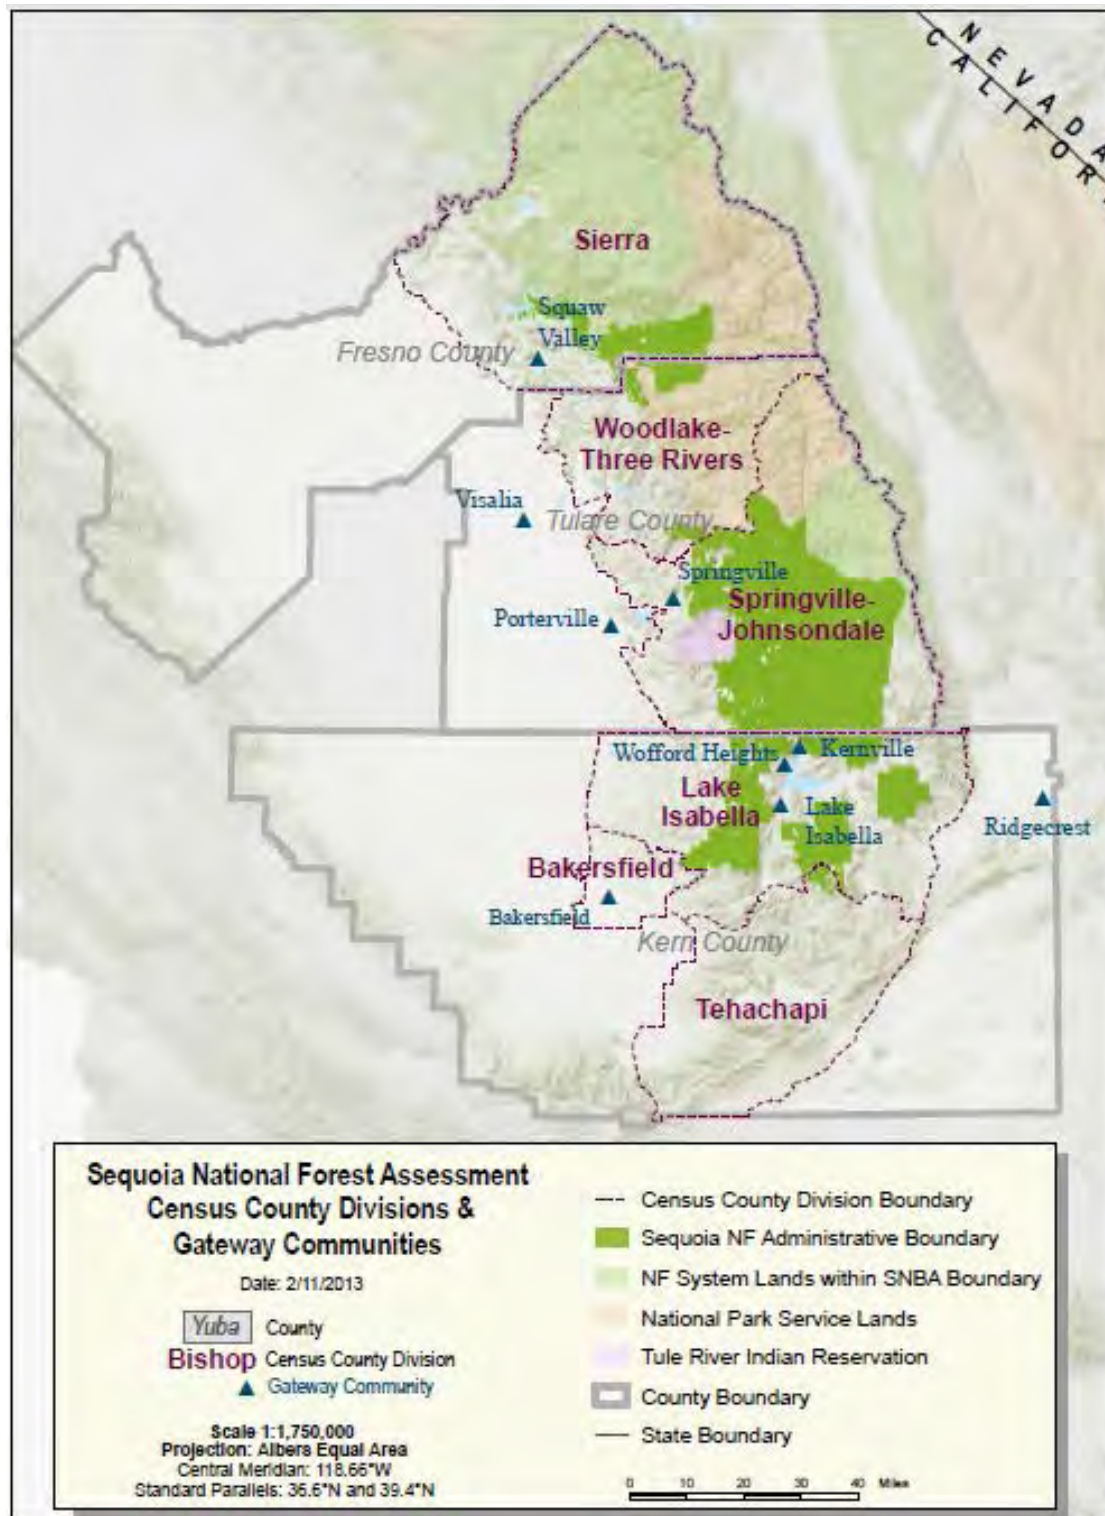 NEVADA
CALIFOR
Sierra
Squaw
Valley
Fresno County
Woodlake-
Three Rivers
Visalia
Tulare County
Springville
Springville-
Johnsondale
Porterville
Wofford Heights
Kernville
Lake
Isabella
Lake
Isabella
Ridgecrest
Bakersfield
Bakersfield
Kern County
Tehachapi
Sequoia National Forest Assessment
Census County Divisions &
Gateway Communities
Date: 2/11/2013
Yuba County
Bishop Census County Division
Gateway Community
Scale 1:1,750,000
Projection: Albers Equal Area
Central Meridian: 118.66°W
Standard Parallels: 36.6°N and 39.4°N
Census County Division Boundary
Sequoia NF Administrative Boundary
NF System Lands within SNBA Boundary
National Park Service Lands
Tule River Indian Reservation
County Boundary
State Boundary
0 10 20 30 40 Miles